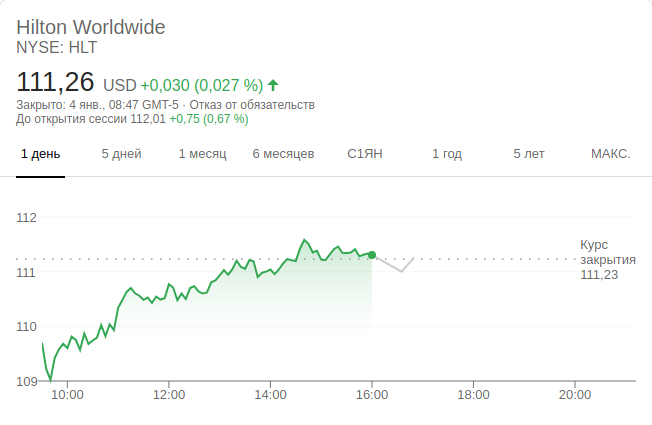 Hilton Worldwide
NYSE: HLT
111,26 USD +0,030 (0,027 %)
Закрыто: 4 янв., 08:47 GMT-5 · Отказ от обязательств
До открытия сессии 112,01 +0,75 (0,67 %)
1 день 5 дней 1 месяц 6 месяцев С1ЯН 1 год 5 лет МАКС.
112
Курс
закрытия
111,23
111
110
109
10:00 12:00 14:00 16:00 18:00 20:00